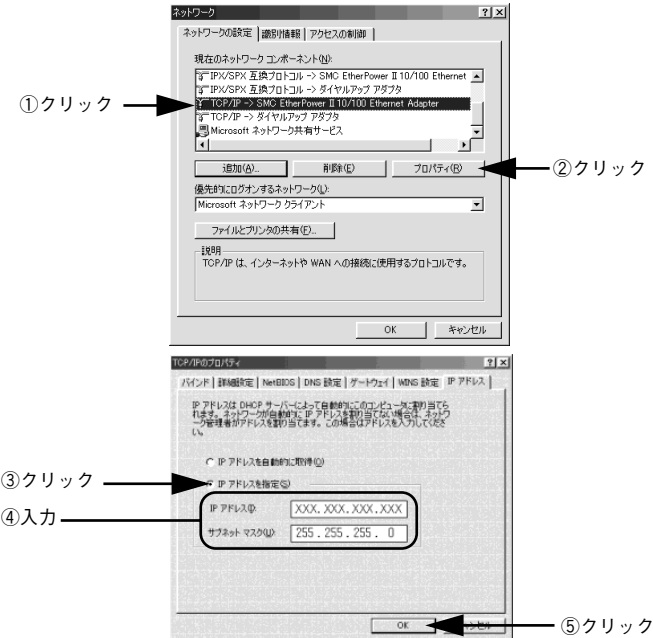 ネットワーク
ネットワークの設定 識別情報 アクセスの制御
現在のネットワーク コンポーネント(N):
IPX/SPX 互換プロトコル -> SMC EtherPower II 10/100 Ethernet
IPX/SPX 互換プロトコル -> ダイヤルアップ アダプタ
①クリック
TCP/IP -> SMC EtherPower II 10/100 Ethernet Adapter
TCP/IP -> ダイヤルアップ アダプタ
Microsoft ネットワーク共有サービス
追加(A)... 削除(E) プロパティ(R)
②クリック
優先的にログオンするネットワーク(L):
Microsoft ネットワーク クライアント
ファイルとプリンタの共有(F)...
説明
TCP/IP は、インターネットや WAN への接続に使用するプロトコルです。
OK キャンセル
TCP/IPのプロパティ
バインド 詳細設定 NetBIOS DNS 設定 ゲートウェイ WINS 設定 IP アドレス
IP アドレスは DHCP サーバーによって自動的にこのコンピュータに割り当てら
れます。ネットワークが自動的に IP アドレスを割り当てない場合は、ネットワ
ーク管理者がアドレスを割り当てます。この場合はアドレスを入力してくださ
い。
IP アドレスを自動的に取得(O)
③クリック
IP アドレスを指定(S)
④入力
IP アドレス(I):
XXX. XXX. XXX. XXX
サブネット マスク(U):
255 . 255 . 255 . 0
OK
⑤クリック